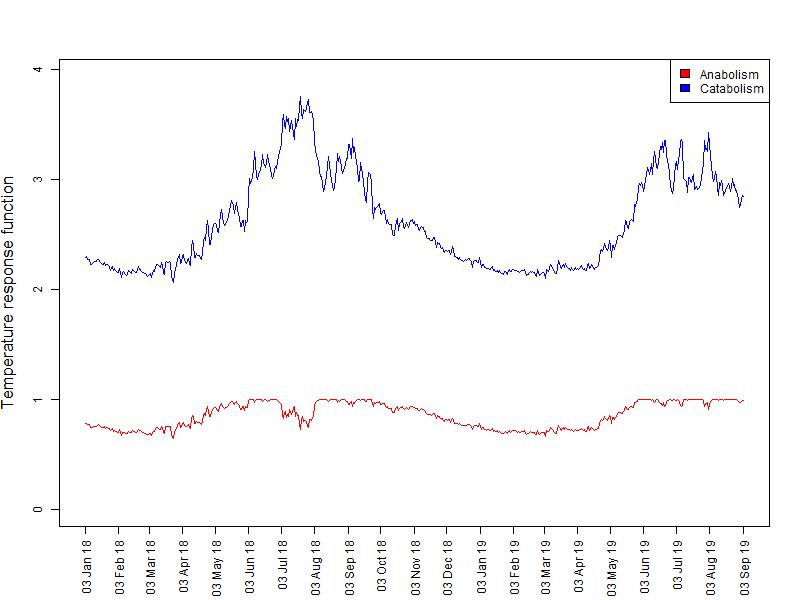 Anabolism
Catabolism
Temperature response function
4
3
2
1
0
03 Jan 18
03 Feb 18
03 Mar 18
03 Apr 18
03 May 18
03 Jun 18
03 Jul 18
03 Aug 18
03 Sep 18
03 Oct 18
03 Nov 18
03 Dec 18
03 Jan 19
03 Feb 19
03 Mar 19
03 Apr 19
03 May 19
03 Jun 19
03 Jul 19
03 Aug 19
03 Sep 19